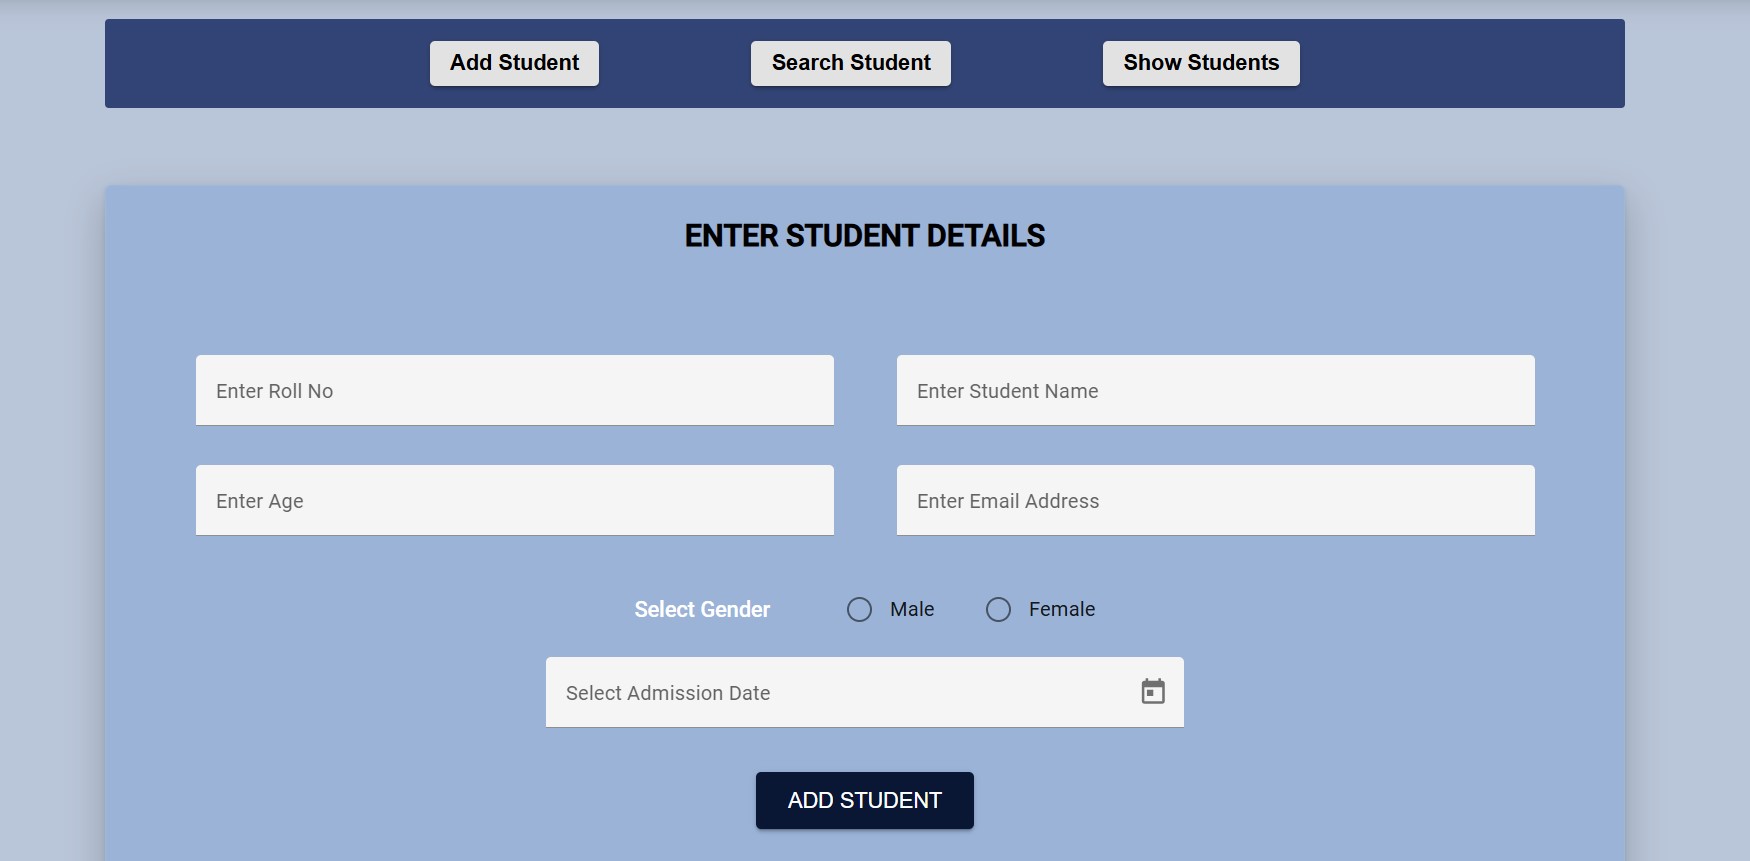 Add Student Search Student Show Students
ENTER STUDENT DETAILS
Enter Roll No Enter Student Name
Enter Age Enter Email Address
Select Gender Male Female
Select Admission Date
ADD STUDENT